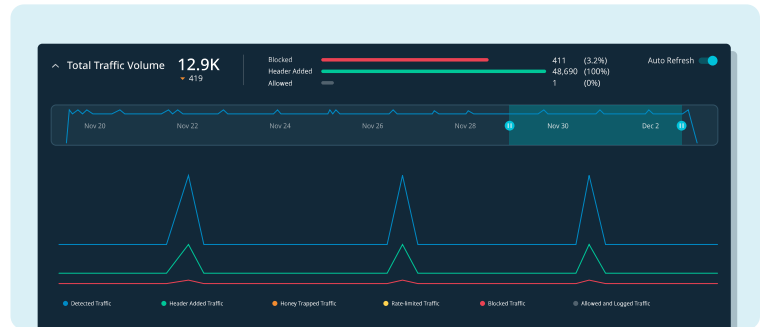 Total Traffic Volume 12.9K
419
Blocked 411 (3.2%)
Header Added 48,690 (100%)
Allowed 1 (0%)
Auto Refresh
Nov 20 Nov 22 Nov 24 Nov 26 Nov 28 Nov 30 Dec 2
Detected Traffic Header Added Traffic Honey Trapped Traffic Rate-limited Traffic Blocked Traffic Allowed and Logged Traffic